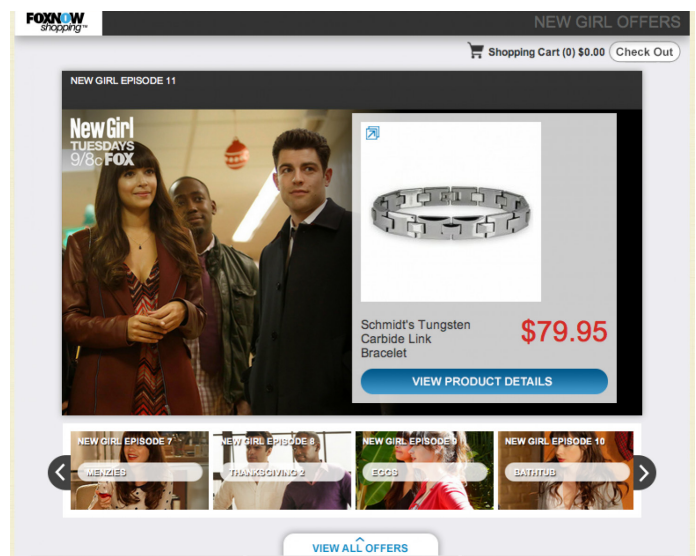 FOXNOW
shopping™
NEW GIRL OFFERS
Shopping Cart (0) $0.00 Check Out
NEW GIRL EPISODE 11
New Girl
TUESDAYS
9/8c FOX
Schmidt's Tungsten
Carbide Link
Bracelet
$79.95
VIEW PRODUCT DETAILS
NEW GIRL EPISODE 7
MENZIES
NEW GIRL EPISODE 8
THANKSGIVING 2
NEW GIRL EPISODE 9
EGGS
NEW GIRL EPISODE 10
BATHTUB
VIEW ALL OFFERS